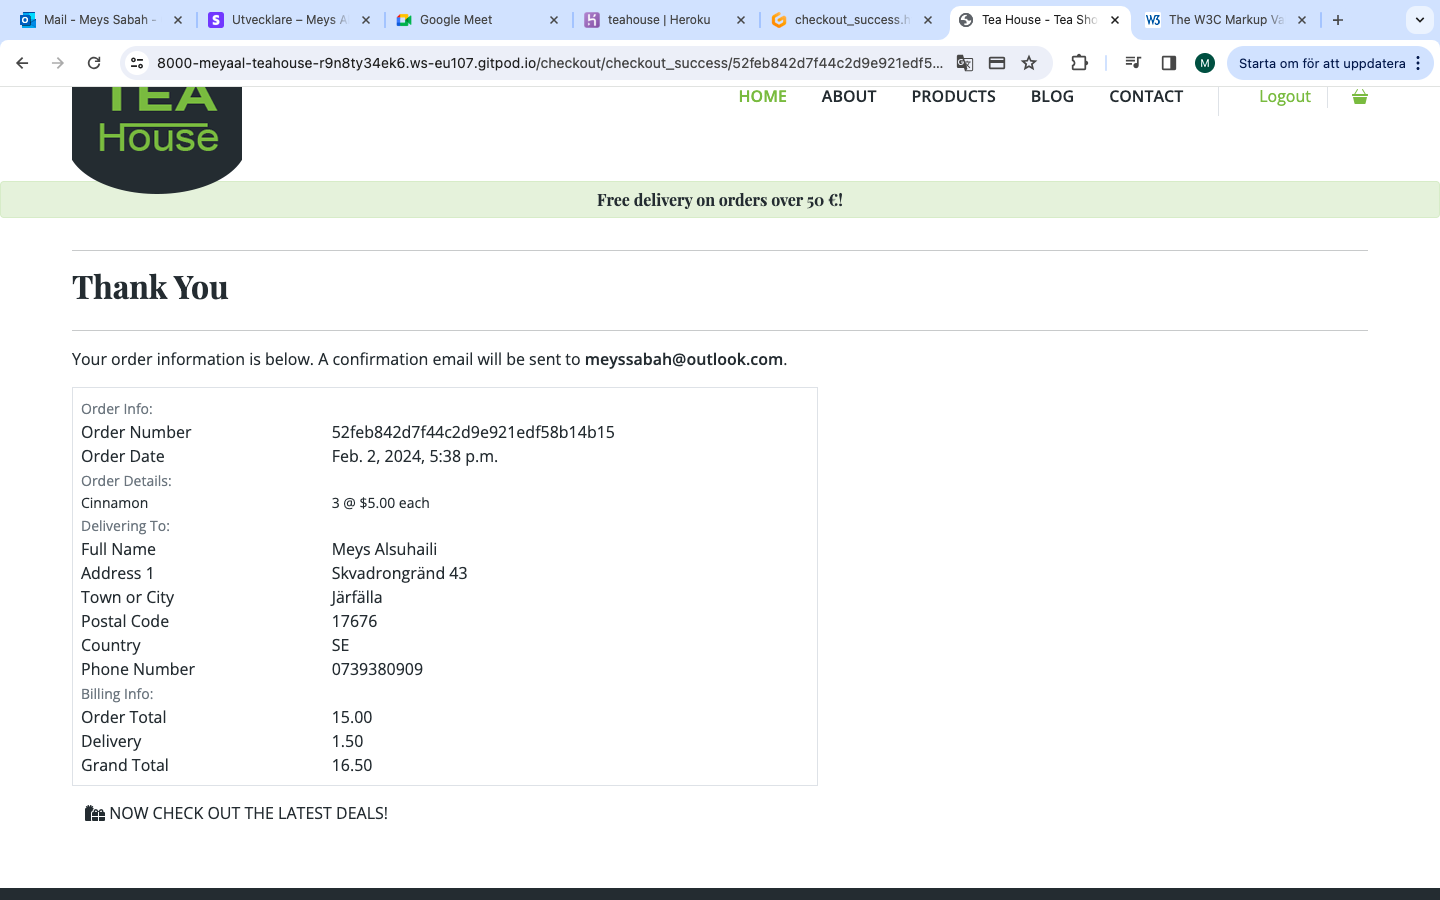 Mail - Meys Sabah -
Utvecklare – Meys A
Google Meet
teahouse | Heroku
checkout_success.h
Tea House - Tea Sho
The W3C Markup Va
8000-meyaal-teahouse-r9n8ty34ek6.ws-eu107.gitpod.io/checkout/checkout_success/52feb842d7f44c2d9e921edf5...
M
Starta om för att uppdatera
TEA
House
HOME
ABOUT
PRODUCTS
BLOG
CONTACT
Logout
Free delivery on orders over 50 €!
Thank You
Your order information is below. A confirmation email will be sent to meyssabah@outlook.com.
Order Info:
Order Number 52feb842d7f44c2d9e921edf58b14b15
Order Date Feb. 2, 2024, 5:38 p.m.
Order Details:
Cinnamon 3 @ $5.00 each
Delivering To:
Full Name Meys Alsuhaili
Address 1 Skvadrongränd 43
Town or City Järfälla
Postal Code 17676
Country SE
Phone Number 0739380909
Billing Info:
Order Total 15.00
Delivery 1.50
Grand Total 16.50
NOW CHECK OUT THE LATEST DEALS!